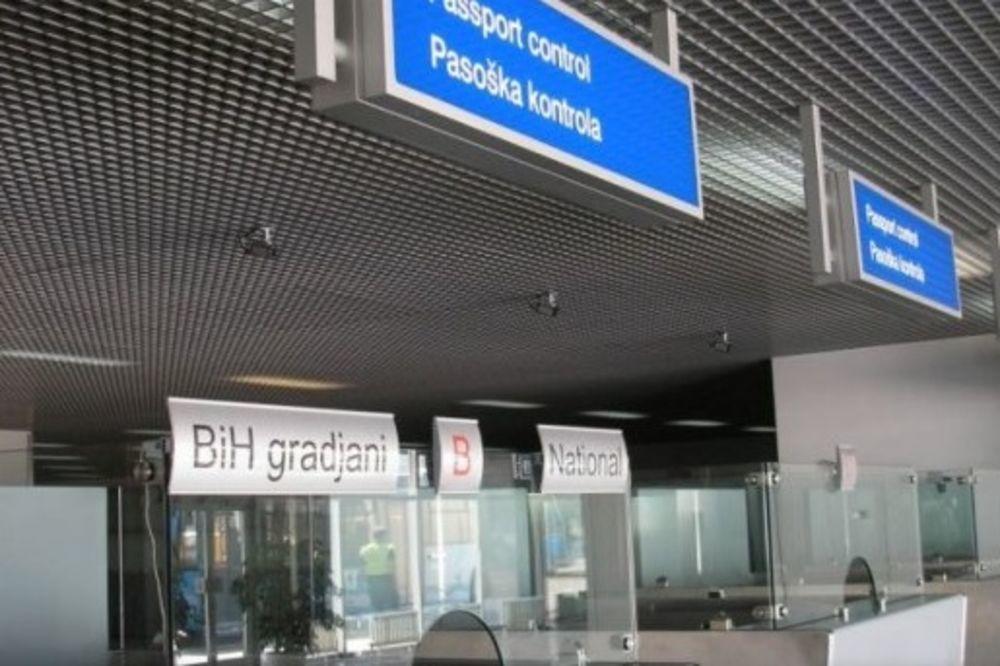 Passport control
Pasoška kontrola
Passport control
Pasoška kontrola
BiH gradjani
B
National